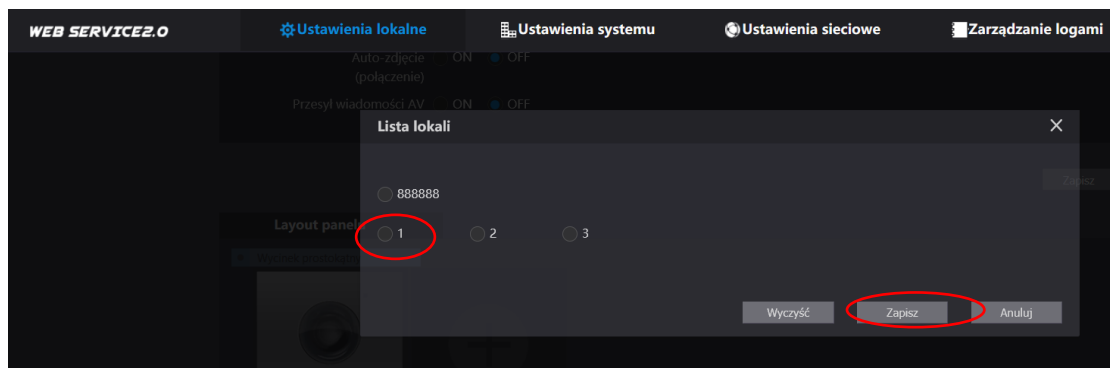 WEB SERVICE2.0 Ustawienia lokalne Ustawienia systemu Ustawienia sieciowe Zarządzanie logami
Auto-zdjęcie ON OFF
(połączenie)
Przesył wiadomości AV ON OFF
Lista lokali
Zapisz
888888
Layout panelu
1 2 3
Wyczyść Zapisz Anuluj